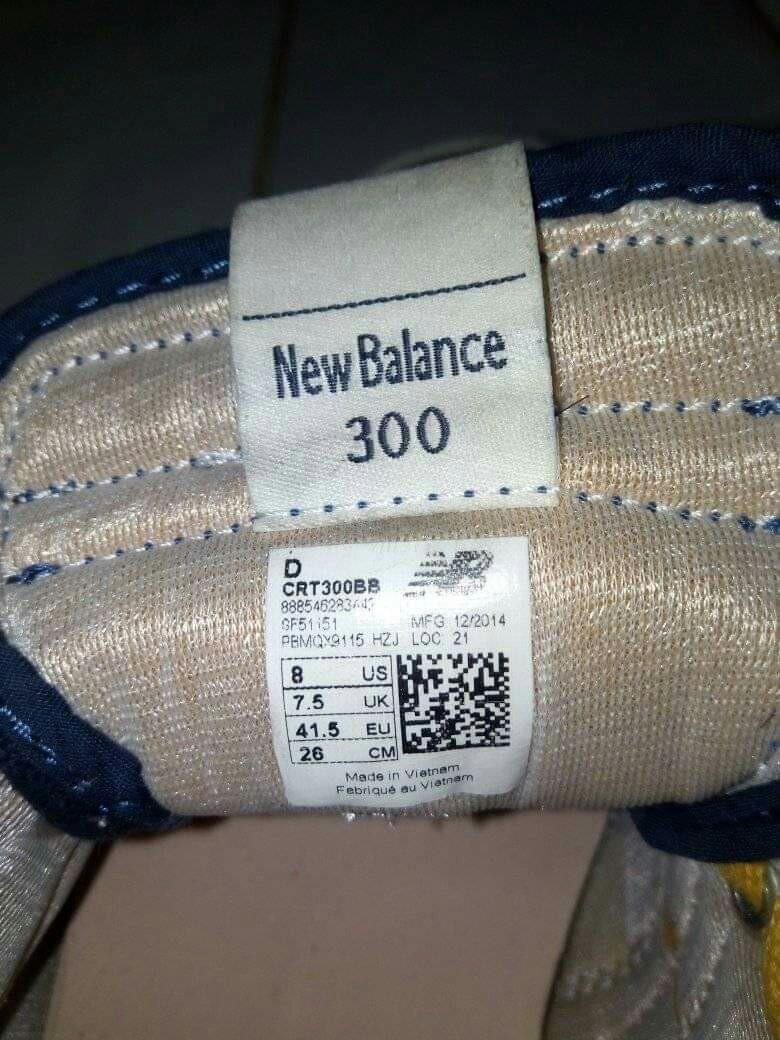 New Balance
300
D
CRT300BB
MFG 12/2014
HZJ LOC 21
8 US
7.5 UK
41.5 EU
26 CM
Made in Vietnam
Fabriqué au Vietnam